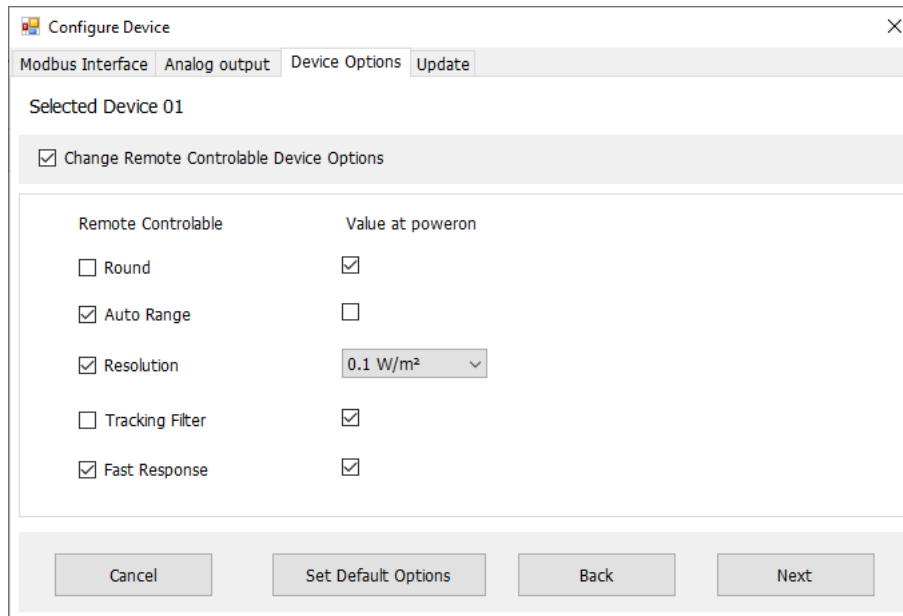 Configure Device
Modbus Interface Analog output Device Options Update
Selected Device 01
Change Remote Controlable Device Options
Remote Controlable Value at poweron
Round
Auto Range
Resolution 0.1 W/m²
Tracking Filter
Fast Response
Cancel Set Default Options Back Next